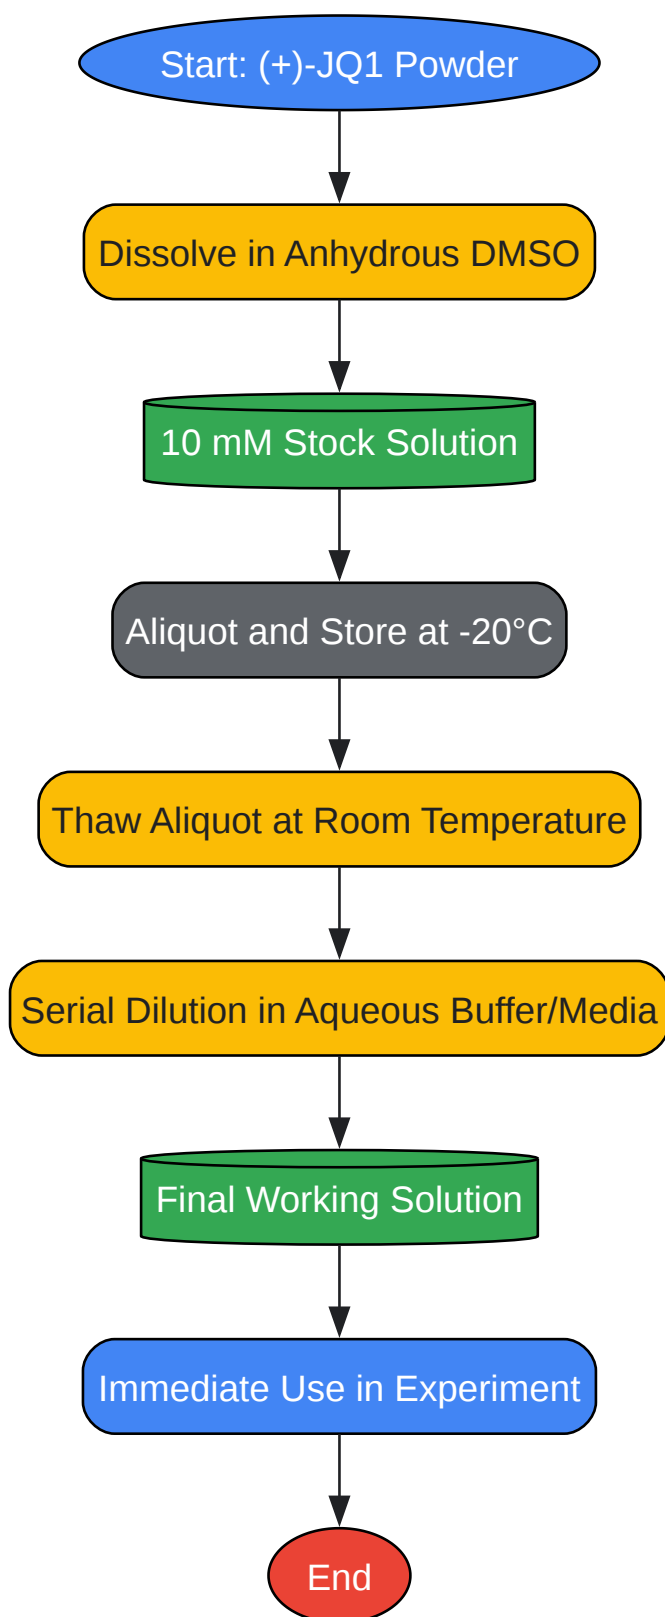 Start: (+)-JQ1 Powder
Dissolve in Anhydrous DMSO
10 mM Stock Solution
Aliquot and Store at -20°C
Thaw Aliquot at Room Temperature
Serial Dilution in Aqueous Buffer/Media
Final Working Solution
Immediate Use in Experiment
End